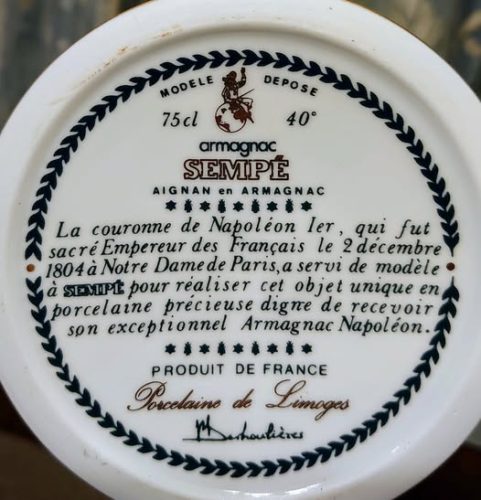 MODELE DEPOSE
75cl 40°
armagnac
SEMPÉ
AIGNAN en ARMAGNAC
La couronne de Napoléon Ier, qui fut
sacré Empereur des Français le 2 décembre
1804 à Notre Dame de Paris, a servi de modèle
à SEMPÉ pour réaliser cet objet unique en
porcelaine précieuse digne de recevoir
son exceptionnel Armagnac Napoléon.
PRODUIT DE FRANCE
Porcelaine de Limoges